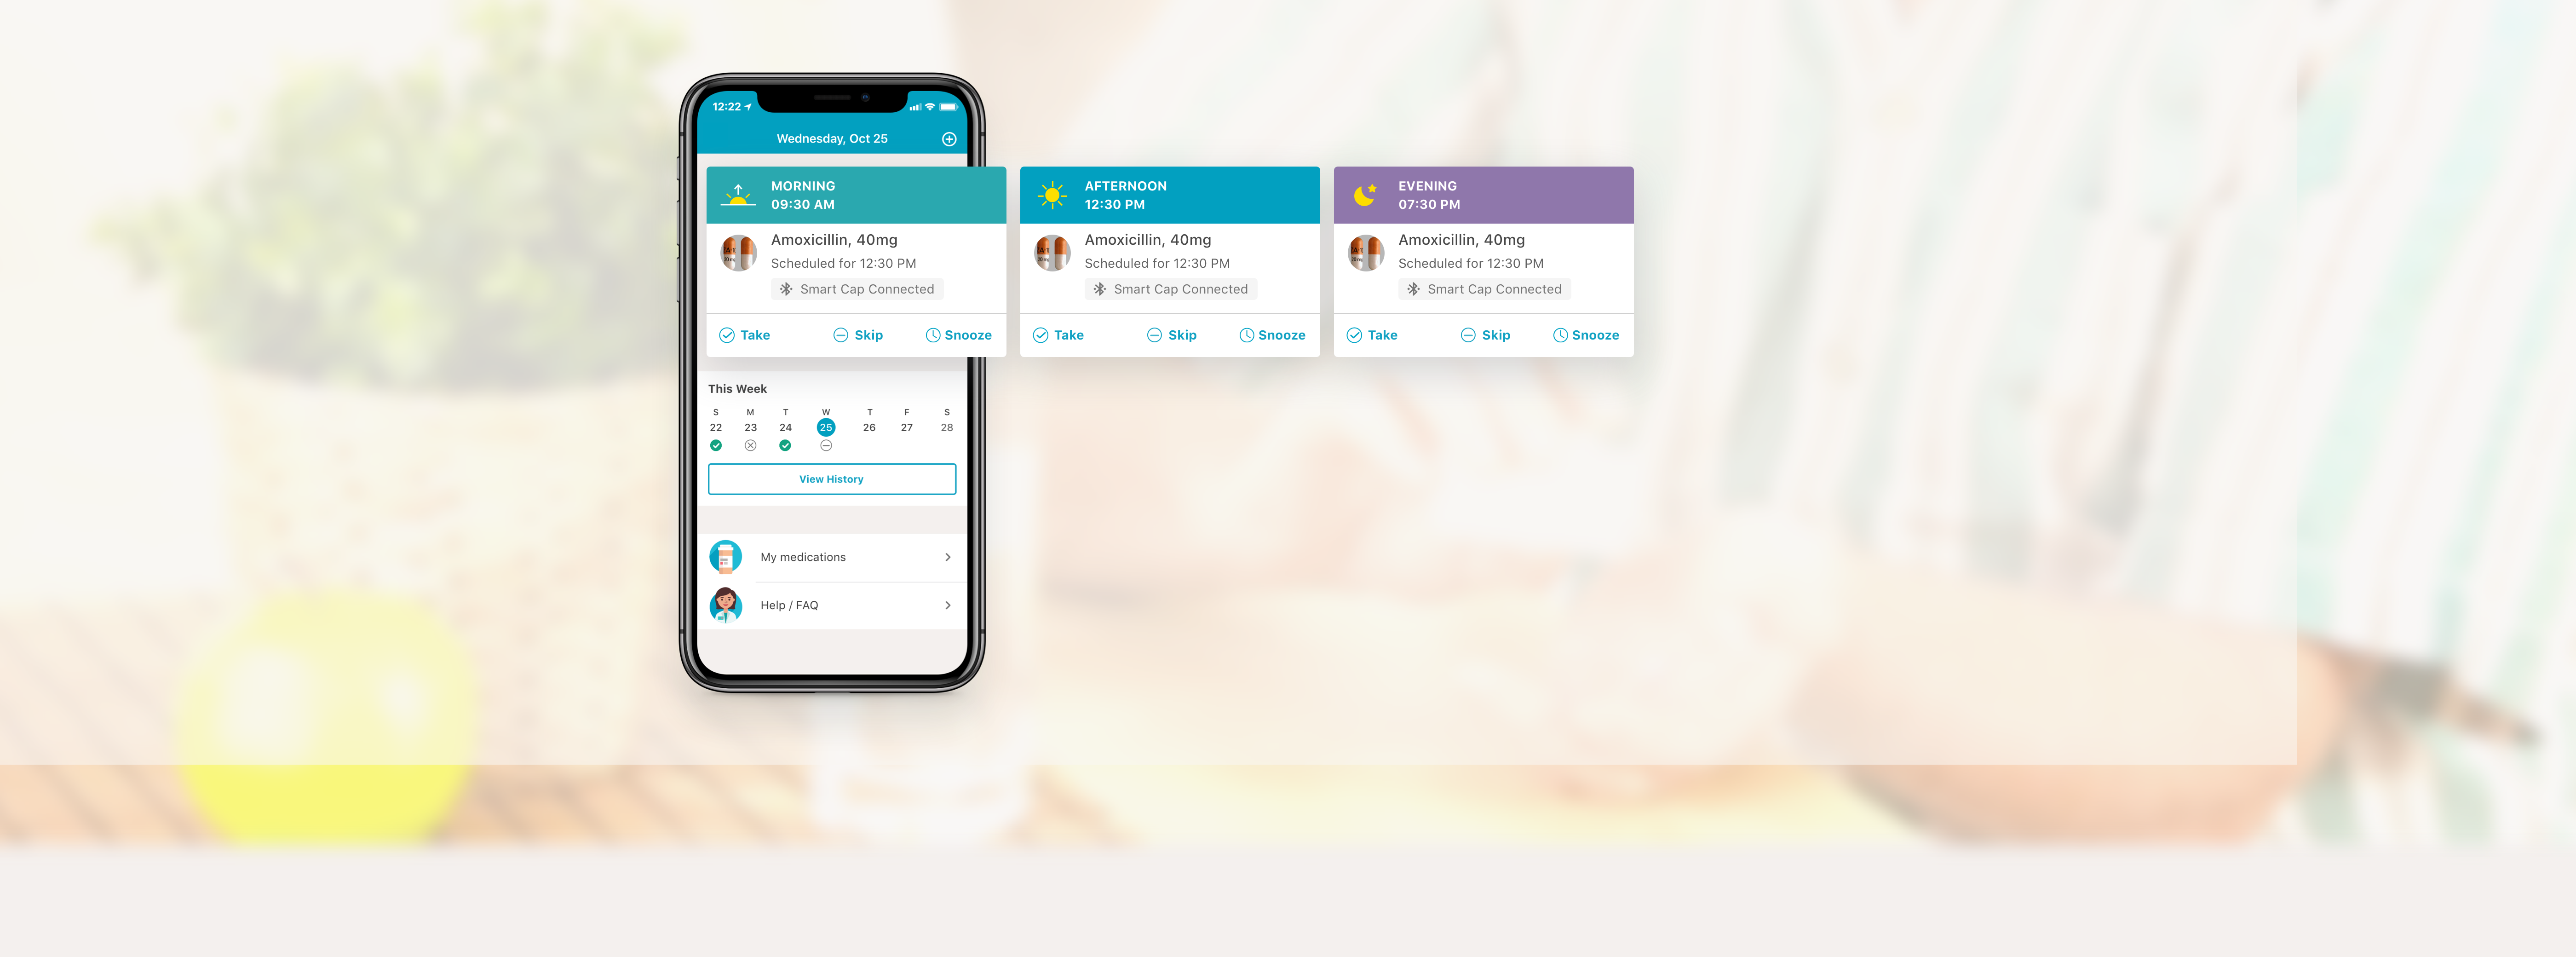 12:22
Wednesday, Oct 25
MORNING
09:30 AM
Amoxicillin, 40mg
Scheduled for 12:30 PM
Smart Cap Connected
Take Skip Snooze
AFTERNOON
12:30 PM
Amoxicillin, 40mg
Scheduled for 12:30 PM
Smart Cap Connected
Take Skip Snooze
EVENING
07:30 PM
Amoxicillin, 40mg
Scheduled for 12:30 PM
Smart Cap Connected
Take Skip Snooze
This Week
S M T W T F S
22 23 24 25 26 27 28
View History
My medications
Help / FAQ